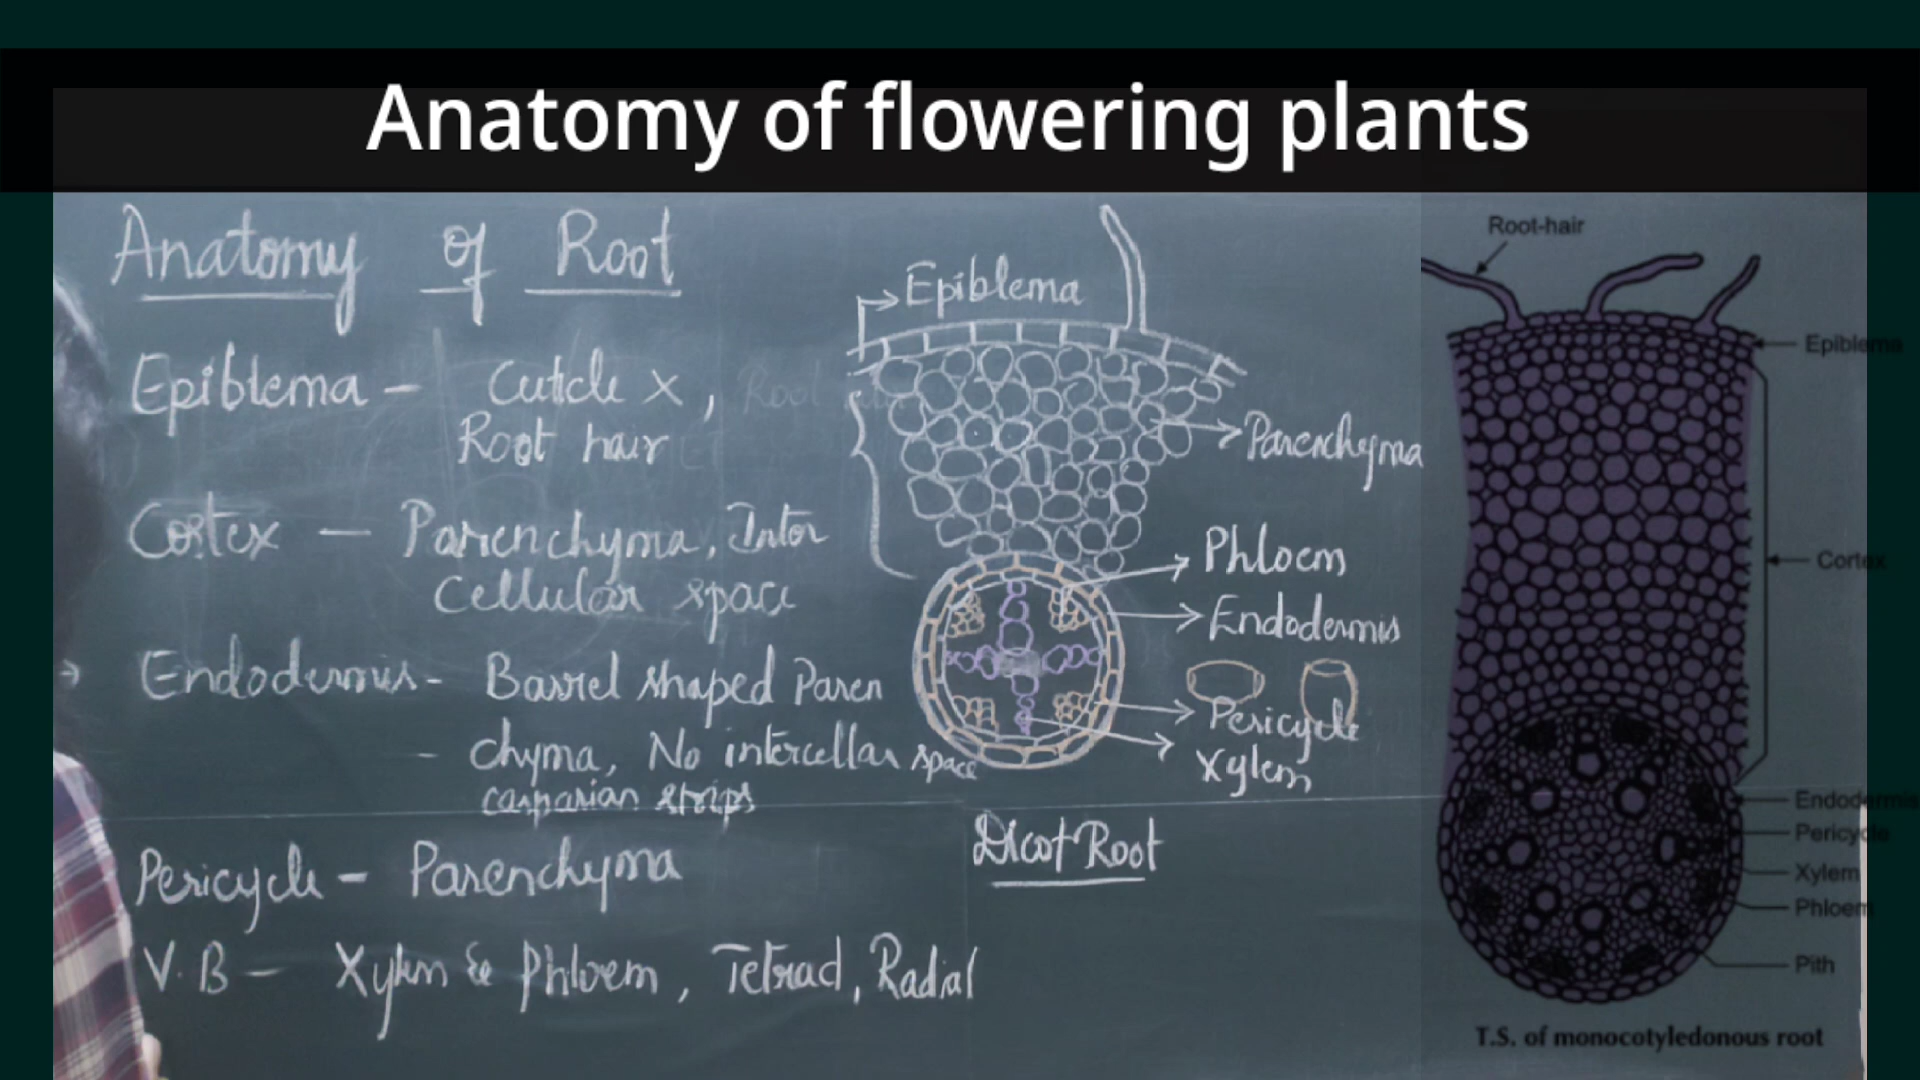 Anatomy of flowering plants
Anatomy of Root
Epiblema - Cutcle x,
Root hair
Cortex - Parenchyma, Inter
Cellular space
Endodermis - Barrel shaped Paren
- chyma, No intercellar space
casparian strips
Pericycle - Parenchyma
V.B - Xylem & Phloem, Tetrad, Radial
Epiblema
Parenchyma
Phloem
Endodermis
Pericycle
Xylem
Dicot Root
Root-hair
Epiblema
Cortex
Endodermis
Pericycle
Xylem
Phloem
Pith
T.S. of monocotyledonous root